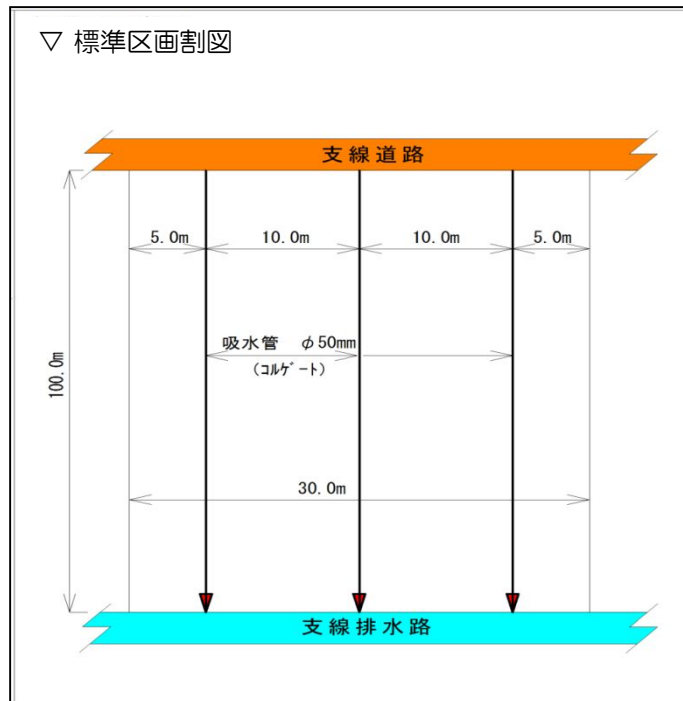 ▽ 標準区画割図
支線道路
5.0m 10.0m 10.0m 5.0m
吸水管 φ50mm
(コルゲート)
100.0m
30.0m
支線排水路